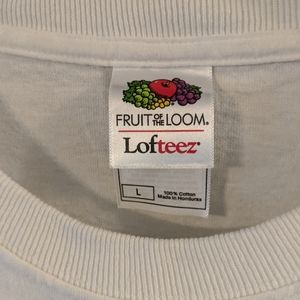 FRUIT OF THE LOOM®
Lofteez®
L
100% Cotton
Made in Honduras